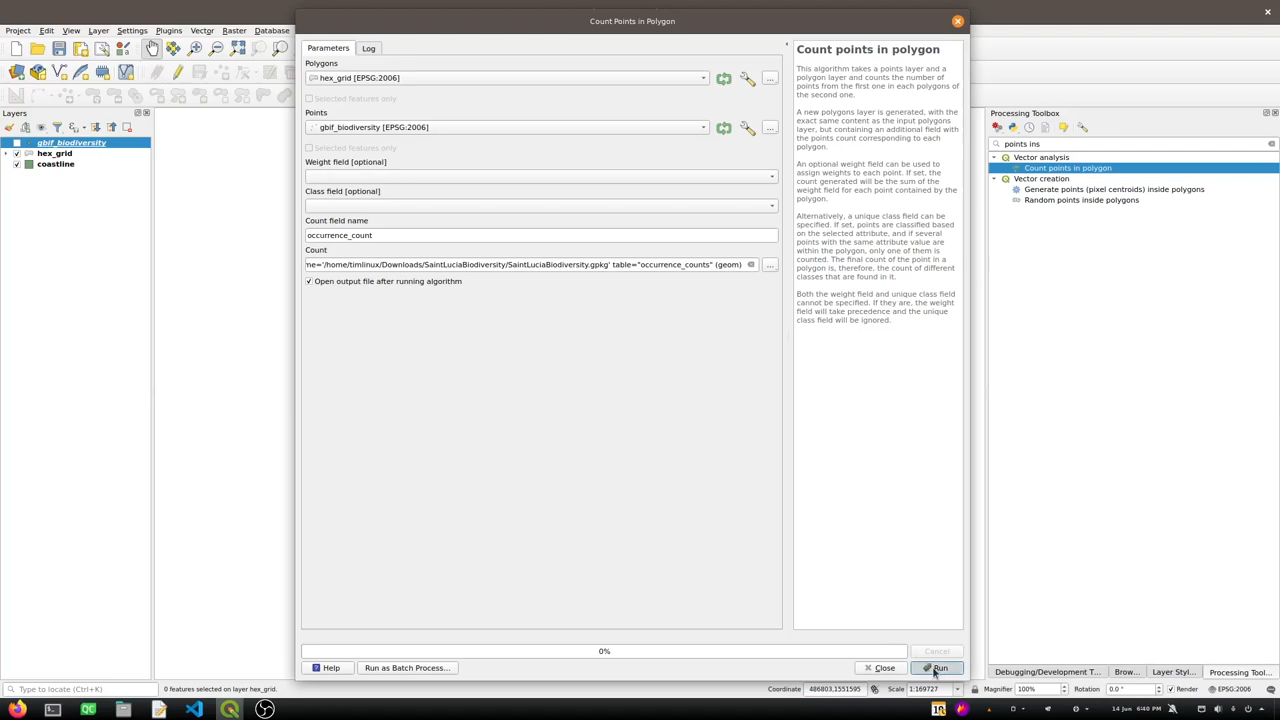 Count Points in Polygon
Project Edit View Layer Settings Plugins Vector Raster Database
Layers
gbif_biodiversity
hex_grid
coastline
Parameters Log
Polygons
hex_grid [EPSG:2006]
...
Selected features only
Points
gbif_biodiversity [EPSG:2006]
...
Selected features only
Weight field [optional]
Class field [optional]
Count field name
occurrence_count
Count
me='/home/timlinux/Downloads/SaintLuciaBiodiversity/SaintLuciaBiodiversity.gpkg' table="occurrence_counts" (geom)
...
Open output file after running algorithm
0%
Cancel
Help
Run as Batch Process...
Close
Run
Count points in polygon
This algorithm takes a points layer and a
polygon layer and counts the number of
points from the first one in each polygons of
the second one.
A new polygons layer is generated, with the
exact same content as the input polygons
layer, but containing an additional field with
the points count corresponding to each
polygon.
An optional weight field can be used to
assign weights to each point. If set, the
count generated will be the sum of the
weight field for each point contained by the
polygon.
Alternatively, a unique class field can be
specified. If set, points are classified based
on the selected attribute, and if several
points with the same attribute value are
within the polygon, only one of them is
counted. The final count of the point in a
polygon is, therefore, the count of different
classes that are found in it.
Both the weight field and unique class field
cannot be specified. If they are, the weight
field will take precedence and the unique
class field will be ignored.
Processing Toolbox
points ins
Vector analysis
Count points in polygon
Vector creation
Generate points (pixel centroids) inside polygons
Random points inside polygons
Debugging/Development T... Brow... Layer Styl... Processing Tool...
Type to locate (Ctrl+K)
0 features selected on layer hex_grid.
Coordinate 486803,1551595
Scale 1:169727
Magnifier 100%
Rotation 0.0 °
Render
EPSG:2006
14 Jun 6:40 PM